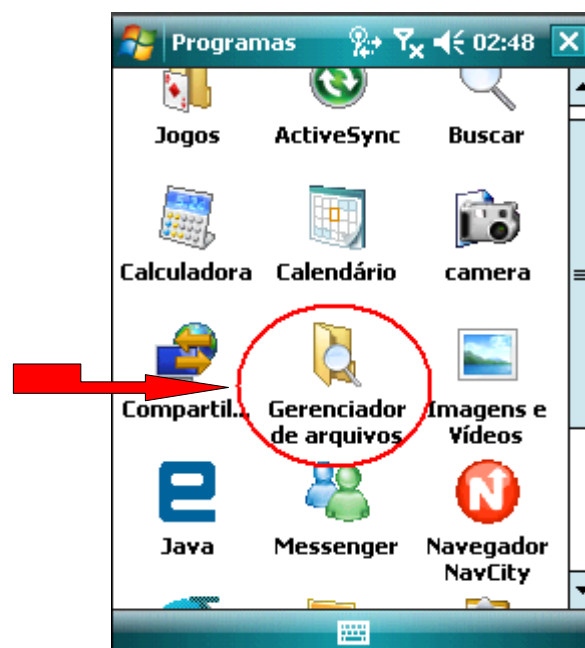 Programas 02:48
Jogos ActiveSync Buscar
Calculadora Calendário camera
Compartil... Gerenciador Imagens e
de arquivos Vídeos
Java Messenger Navegador
NavCity